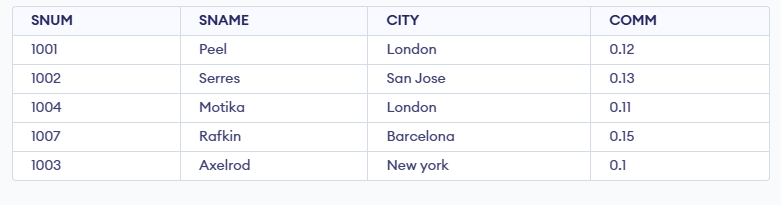 SNUM SNAME CITY COMM
1001 Peel London 0.12
1002 Serres San Jose 0.13
1004 Motika London 0.11
1007 Rafkin Barcelona 0.15
1003 Axelrod New york 0.1